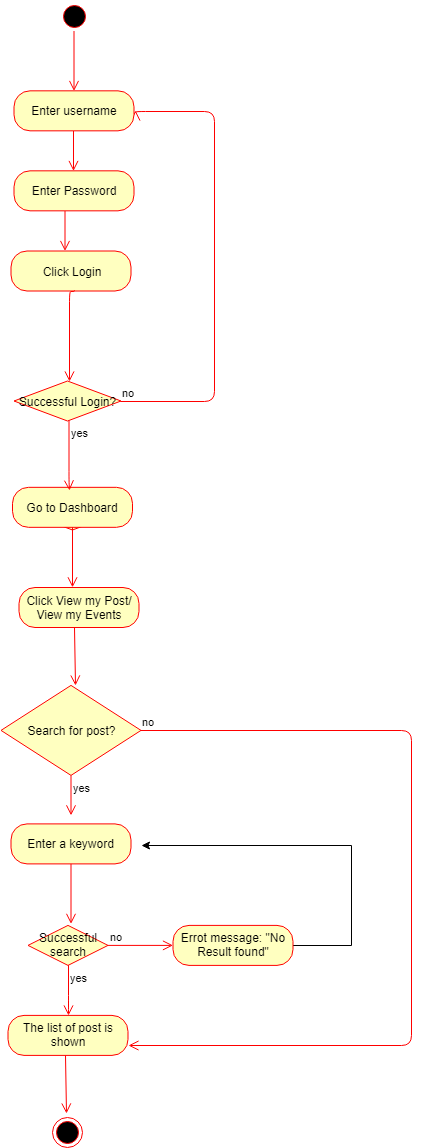 Enter username
Enter Password
Click Login
Successful Login?
no
yes
Go to Dashboard
Click View my Post/
View my Events
Search for post?
no
yes
Enter a keyword
Successful
search
no
Errot message: "No
Result found"
yes
The list of post is
shown